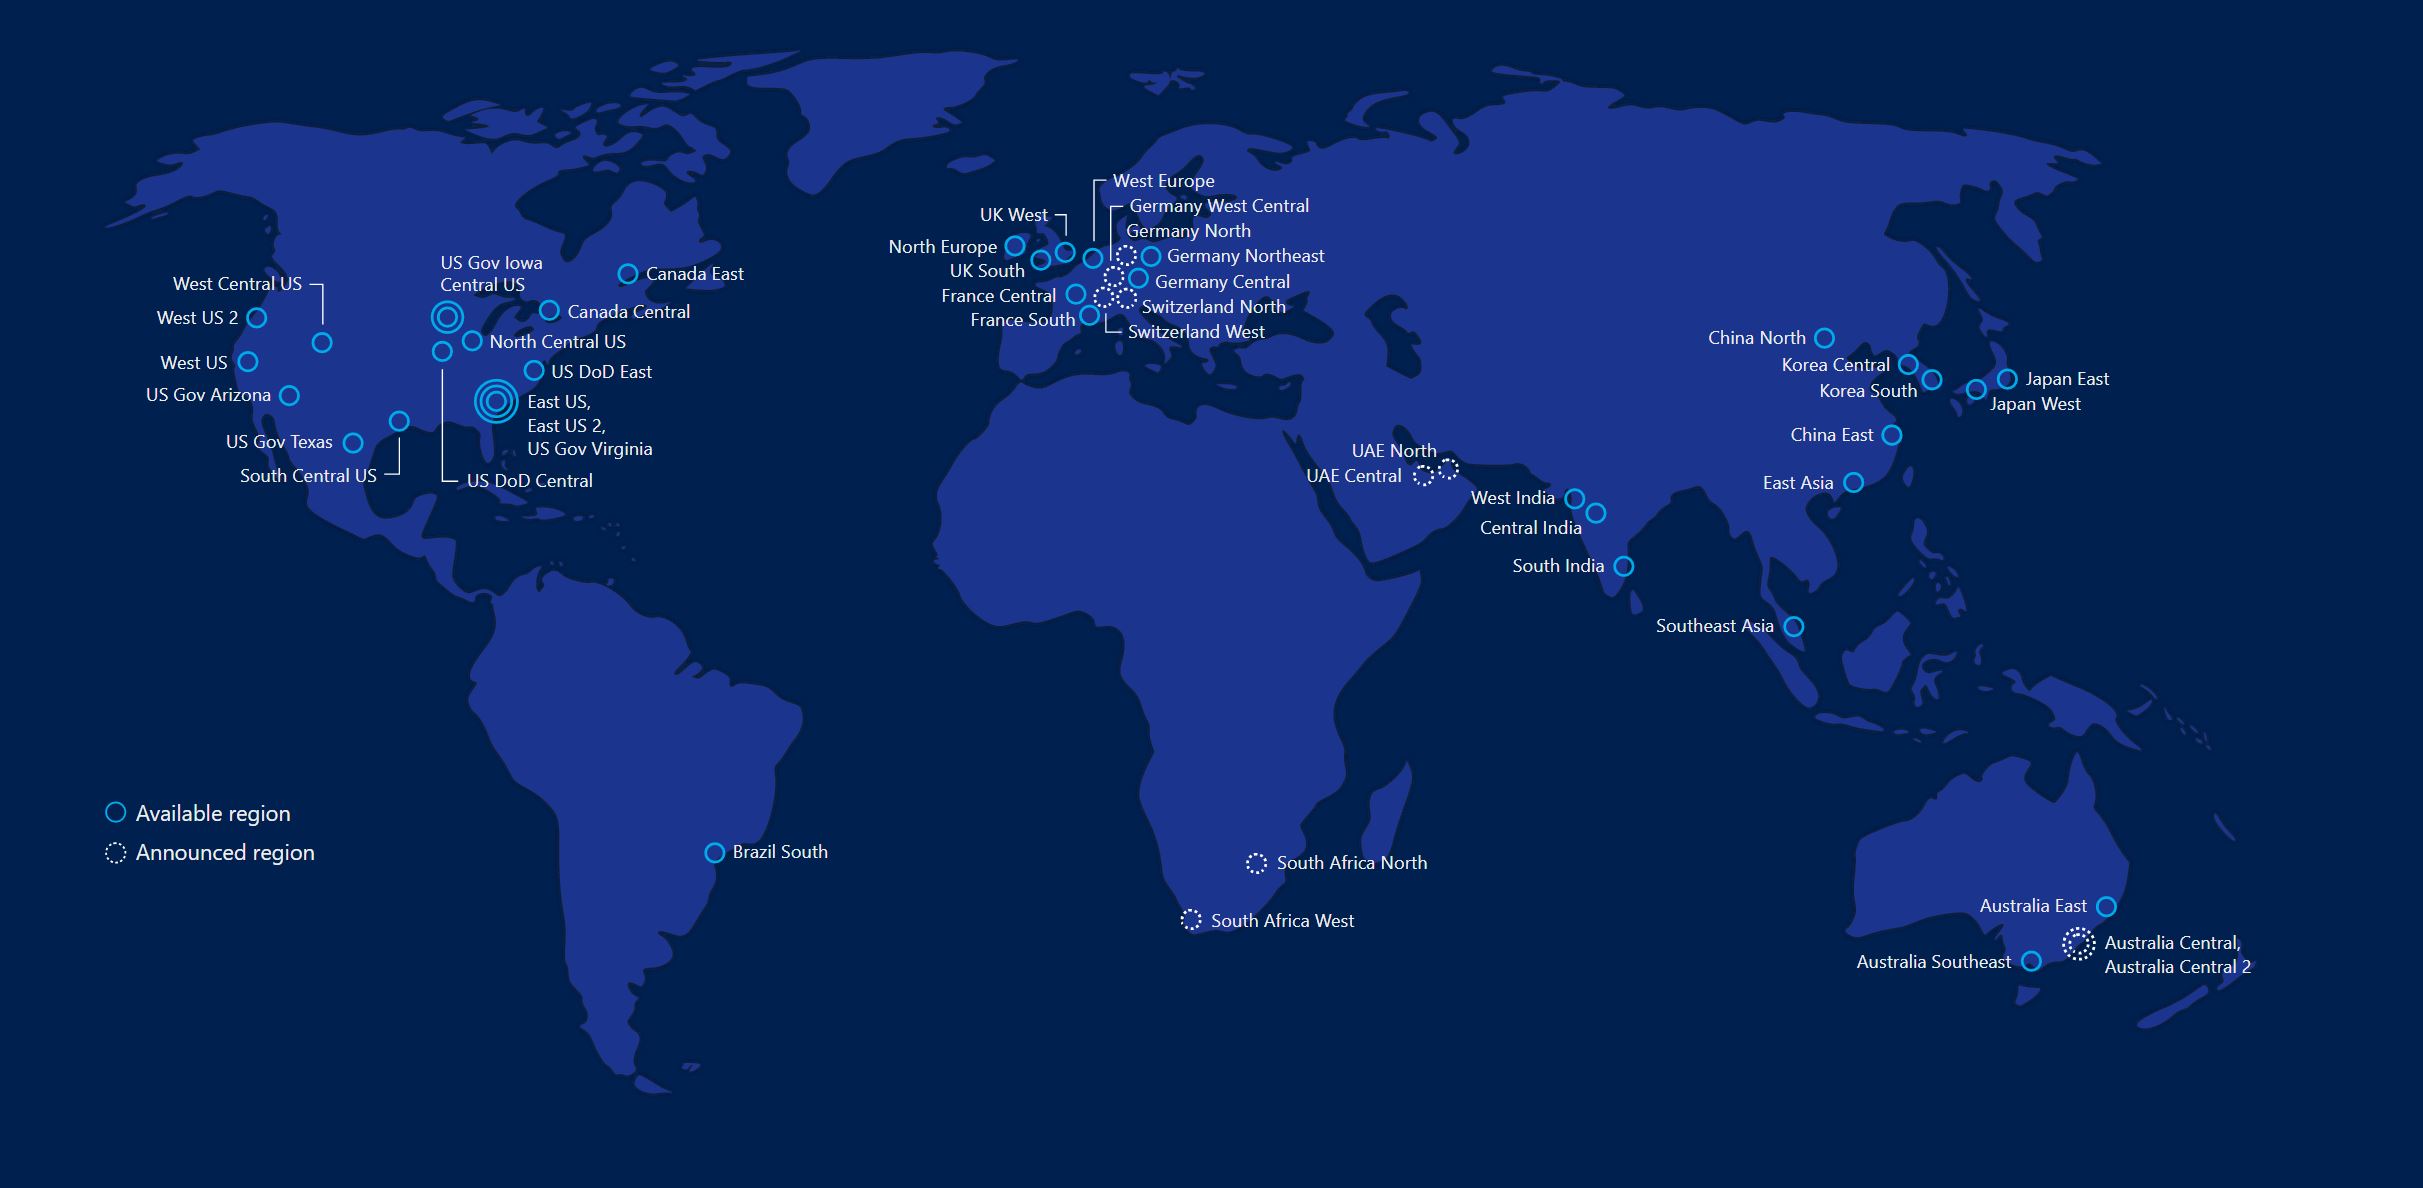 West Europe
Germany West Central
UK West
Germany North
North Europe
Germany Northeast
UK South
Germany Central
France Central
Switzerland North
France South
Switzerland West
US Gov Iowa
Central US
Canada East
West Central US
West US 2
Canada Central
North Central US
West US
US DoD East
US Gov Arizona
East US,
East US 2,
US Gov Virginia
US Gov Texas
South Central US
US DoD Central
China North
Korea Central
Korea South
Japan East
Japan West
China East
East Asia
UAE North
UAE Central
West India
Central India
South India
Southeast Asia
Available region
Announced region
Brazil South
South Africa North
South Africa West
Australia East
Australia Central,
Australia Central 2
Australia Southeast